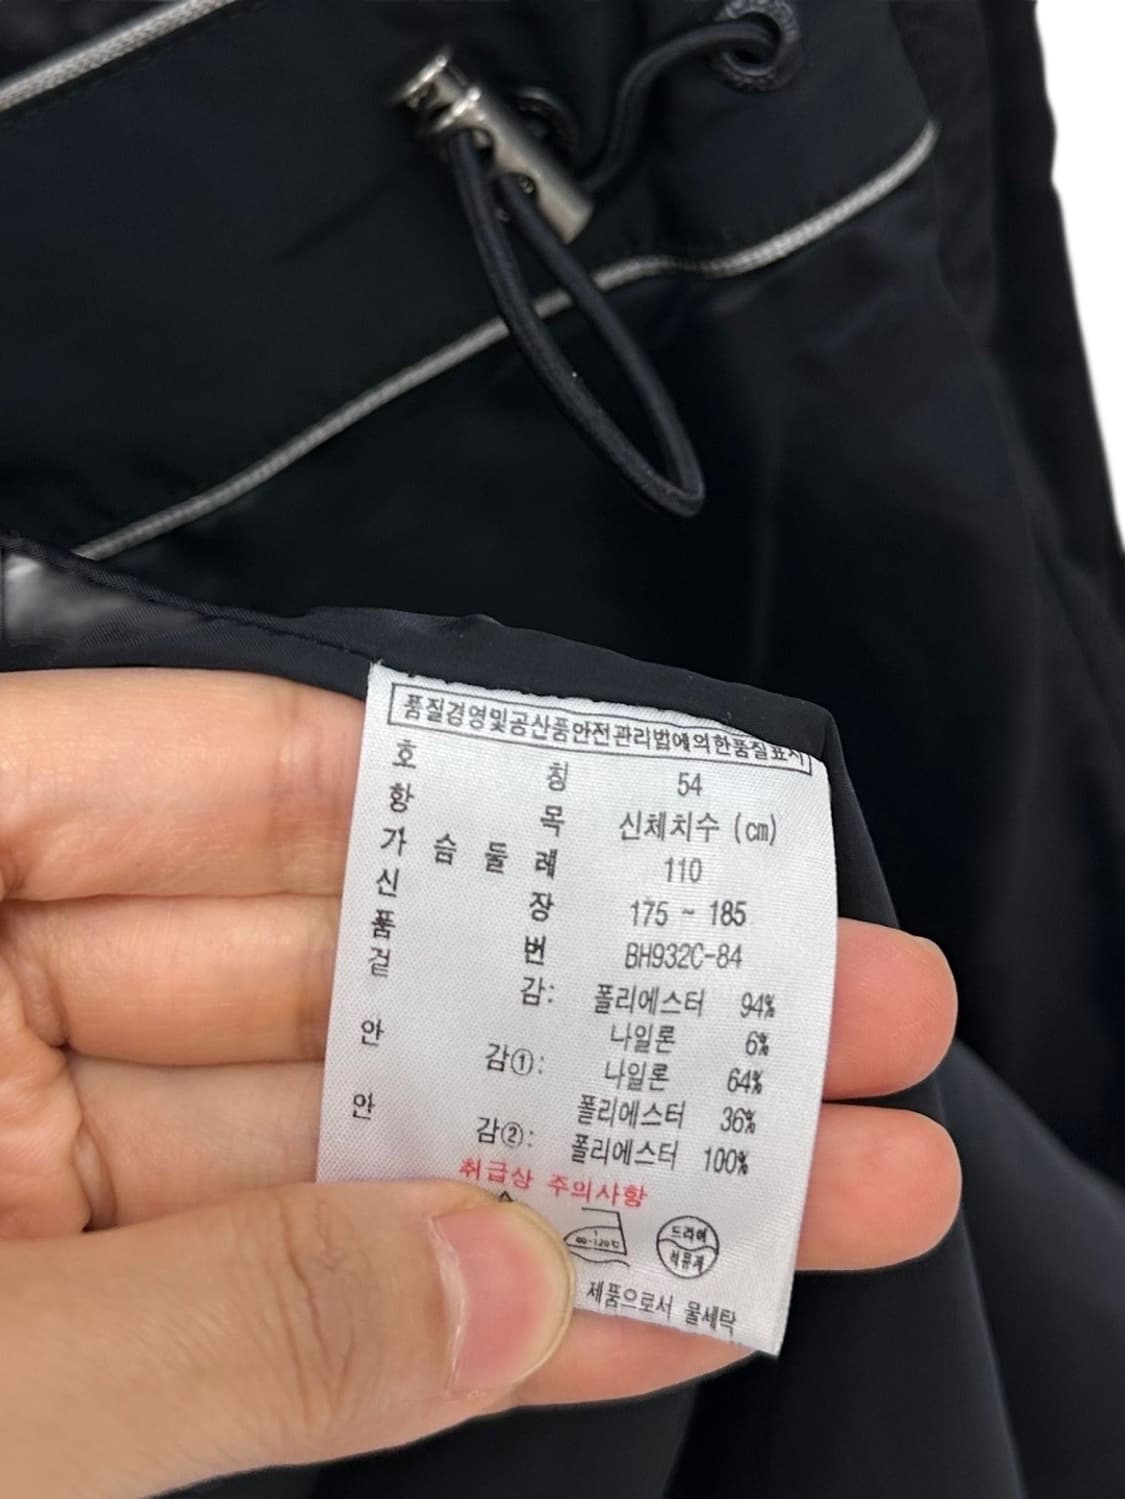 품질경영및공산품안전관리법에의한품질표시
호 칭 54
항 목 신체치수 (cm)
가 슴 둘 레 110
신 장 175 ~ 185
품 번 BH932C-84
겉 감: 폴리에스터 94%
나일론 6%
안 감①: 나일론 64%
폴리에스터 36%
안 감②: 폴리에스터 100%
취급상 주의사항
80-120℃
드라이
석유계
제품으로서 물세탁